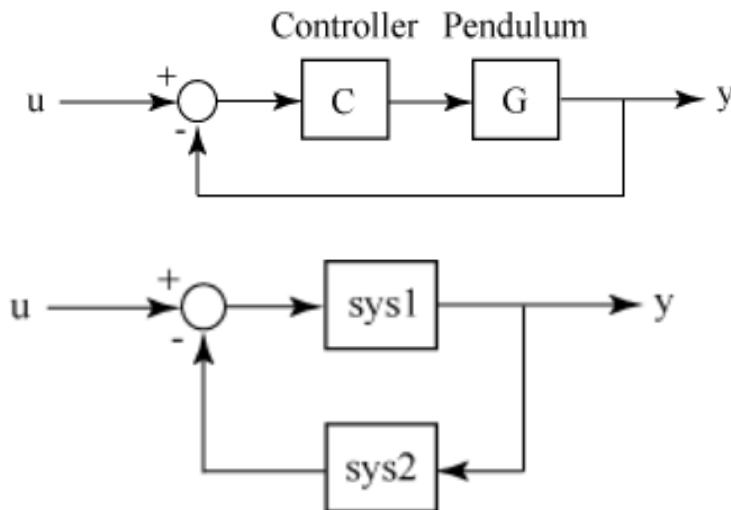 Controller Pendulum
+
u C G y
-
+
u sys1 y
-
sys2